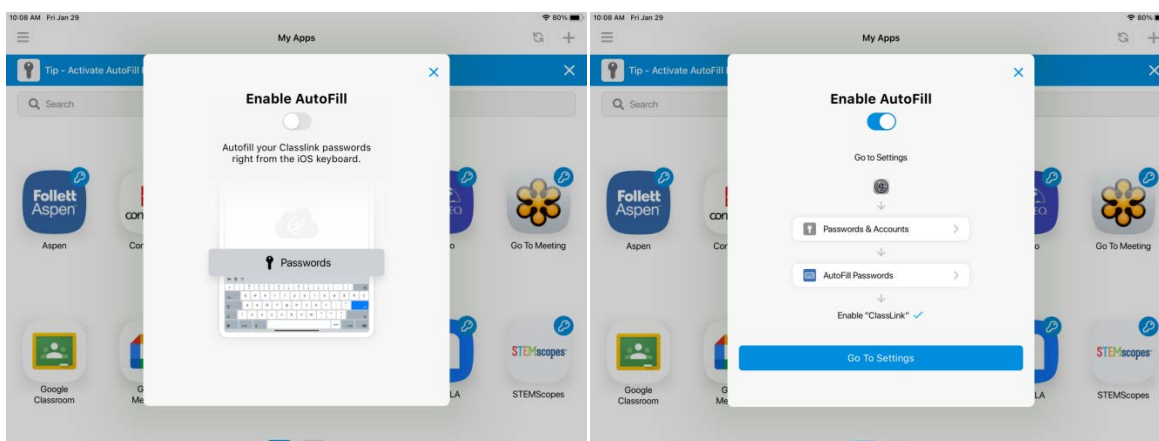 10:08 AM Fri Jan 29
80%
My Apps
Tip - Activate AutoFill
Search
Enable AutoFill
Autofill your Classlink passwords
right from the iOS keyboard.
Passwords
Follett
Aspen
Aspen
Go To Meeting
Google
Classroom
STEMscopes
STEMScopes
10:08 AM Fri Jan 29
80%
My Apps
Tip - Activate AutoFill
Search
Enable AutoFill
Go to Settings
Passwords & Accounts
AutoFill Passwords
Enable "ClassLink"
Go To Settings
Follett
Aspen
Aspen
Go To Meeting
Google
Classroom
STEMscopes
STEMScopes